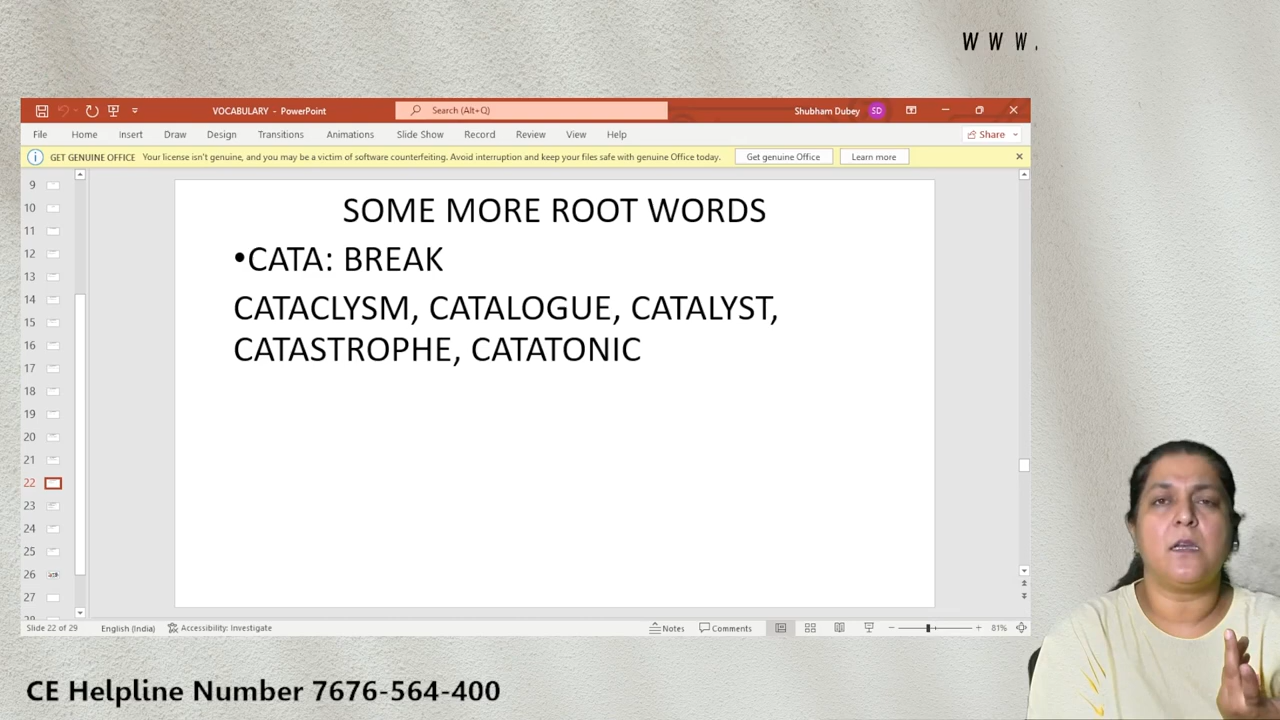 W W W .
VOCABULARY - PowerPoint
Search (Alt+Q)
Shubham Dubey
SD
File Home Insert Draw Design Transitions Animations Slide Show Record Review View Help
Share
GET GENUINE OFFICE Your license isn't genuine, and you may be a victim of software counterfeiting. Avoid interruption and keep your files safe with genuine Office today. Get genuine Office Learn more
9
10
11
12
13
14
15
16
17
18
19
20
21
22
23
24
25
26
27
SOME MORE ROOT WORDS
•CATA: BREAK
CATACLYSM, CATALOGUE, CATALYST,
CATASTROPHE, CATATONIC
Slide 22 of 29 English (India) Accessibility: Investigate Notes Comments 81%
CE Helpline Number 7676-564-400